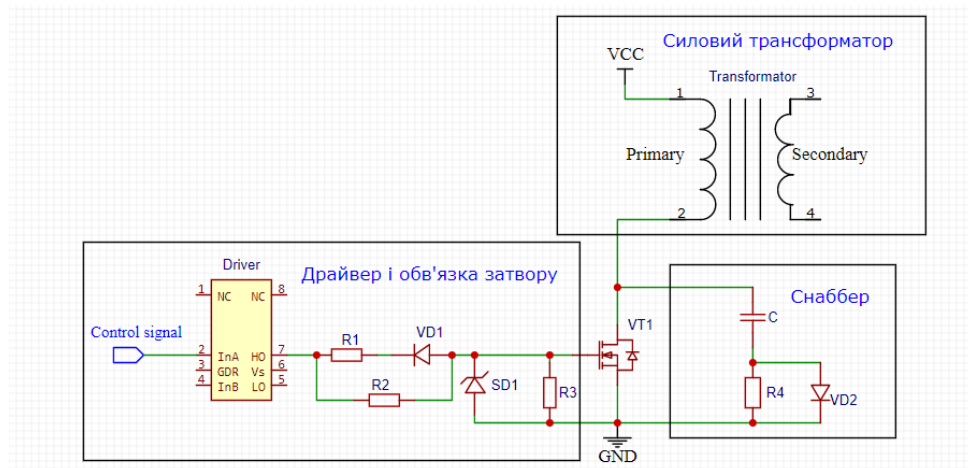 Силовий трансформатор
VCC
Transformator
1
3
Primary
Secondary
2
4
Driver
Драйвер і обв'язка затвору
1
NC
NC
8
Control signal
2
InA
HO
7
3
GDR
Vs
6
4
InB
LO
5
R1
VD1
R2
SD1
R3
VT1
GND
Снаббер
C
R4
VD2